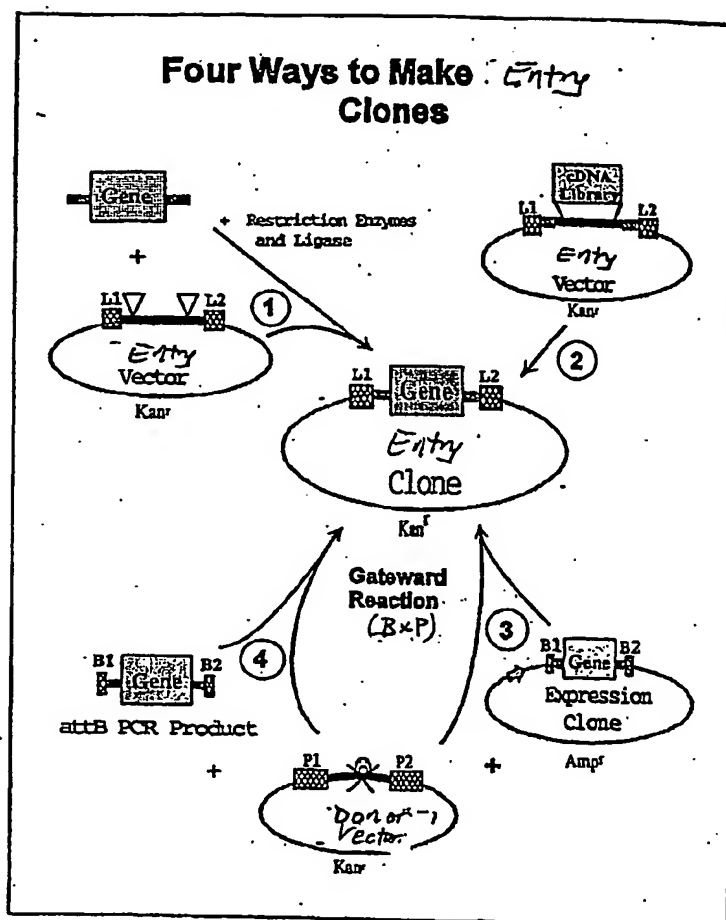 Four Ways to Make Entry
Clones
Gene
+ Restriction Enzymes
and Ligase
+
cDNA
Library
L1
L2
Entry
Vector
Kanr
L1
L2
1
Entry
Vector
Kanr
2
L1
Gene
L2
Entry
Clone
Kanr
Gateward
Reaction
(B×P)
4
3
B1
Gene
B2
attB PCR Product
B1
Gene
B2
Expression
Clone
Ampr
+
P1
P2
+
Donor
Vector
Kanr